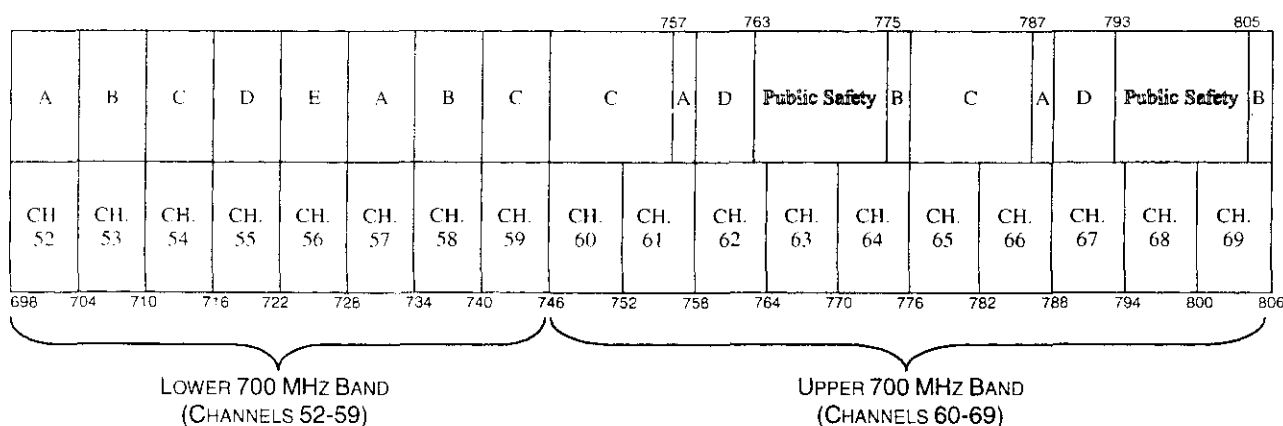 757 763 775 787 793 805
A B C D E A B C C A D Public Safety B C A D Public Safety B
CH CH. CH. CH. CH. CH. CH. CH. CH. CH. CH. CH. CH. CH. CH. CH. CH. CH.
52 53 54 55 56 57 58 59 60 61 62 63 64 65 66 67 68 69
698 704 710 716 722 728 734 740 746 752 758 764 770 776 782 788 794 800 806
LOWER 700 MHZ BAND UPPER 700 MHZ BAND
(CHANNELS 52-59) (CHANNELS 60-69)